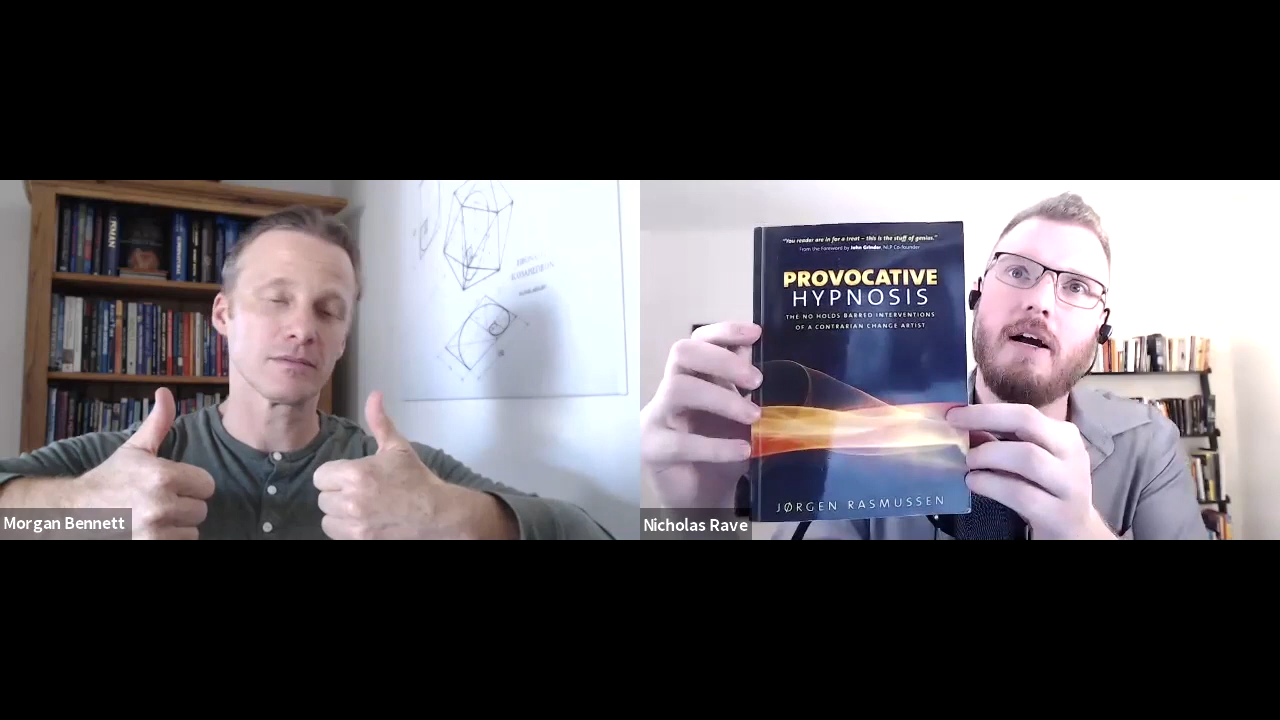 "You reader are in for a treat – this is the stuff of genius."
From the Foreword by John Grinder, NLP Co-founder
PROVOCATIVE
HYPNOSIS
THE NO HOLDS BARRED INTERVENTIONS
OF A CONTRARIAN CHANGE ARTIST
JØRGEN RASMUSSEN
Morgan Bennett
Nicholas Rave